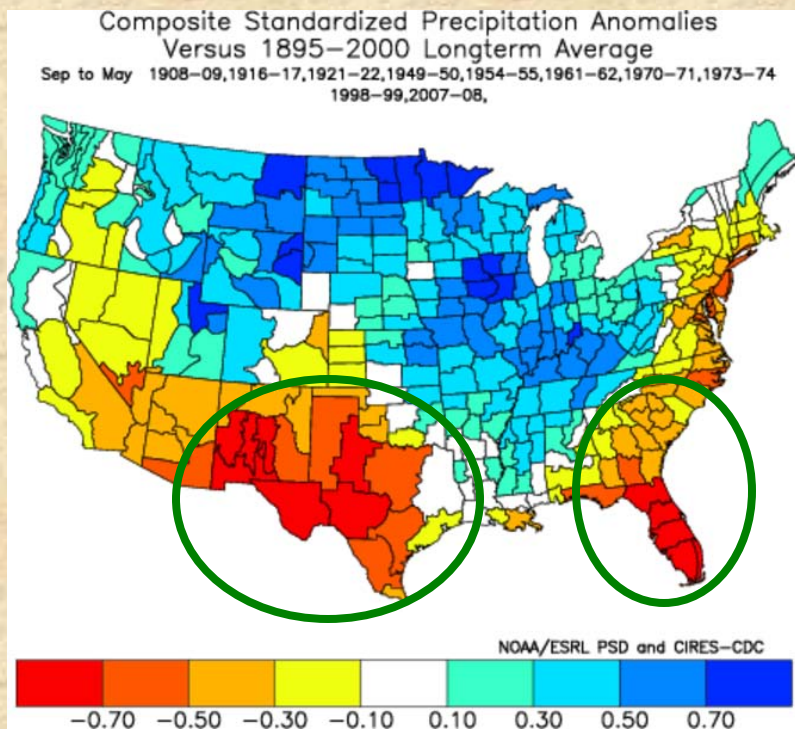 Composite Standardized Precipitation Anomalies
Versus 1895-2000 Longterm Average
Sep to May 1908-09,1916-17,1921-22,1949-50,1954-55,1961-62,1970-71,1973-74
1998-99,2007-08,
NOAA/ESRL PSD and CIRES-CDC
-0.70 -0.50 -0.30 -0.10 0.10 0.30 0.50 0.70